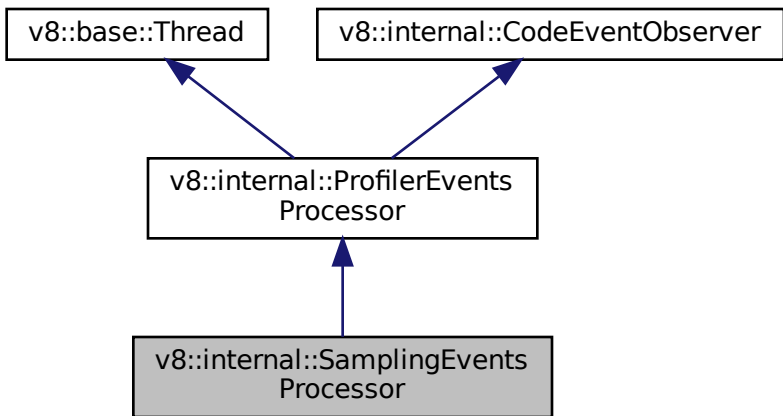 v8::base::Thread
v8::internal::CodeEventObserver
v8::internal::ProfilerEvents
Processor
v8::internal::SamplingEvents
Processor